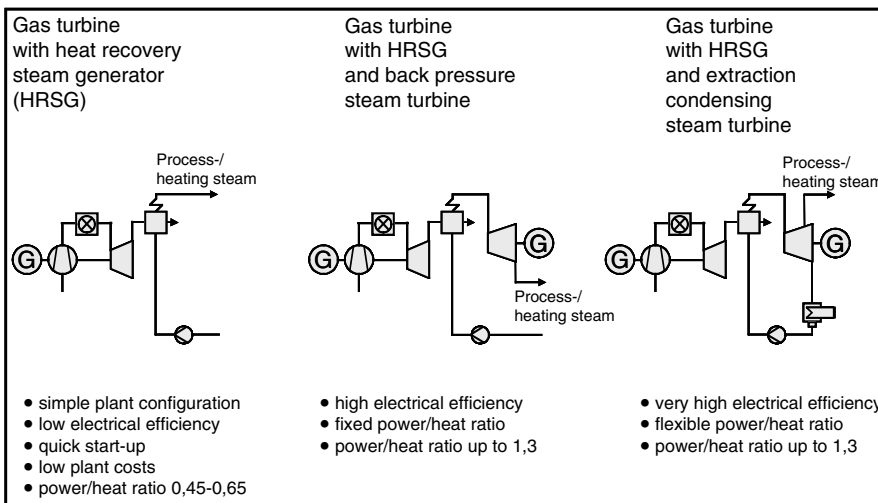 Gas turbine
with heat recovery
steam generator
(HRSG)
Process-/
heating steam
G
• simple plant configuration
• low electrical efficiency
• quick start-up
• low plant costs
• power/heat ratio 0,45-0,65
Gas turbine
with HRSG
and back pressure
steam turbine
G
G
Process-/
heating steam
• high electrical efficiency
• fixed power/heat ratio
• power/heat ratio up to 1,3
Gas turbine
with HRSG
and extraction
condensing
steam turbine
Process-/
heating steam
G
G
• very high electrical efficiency
• flexible power/heat ratio
• power/heat ratio up to 1,3